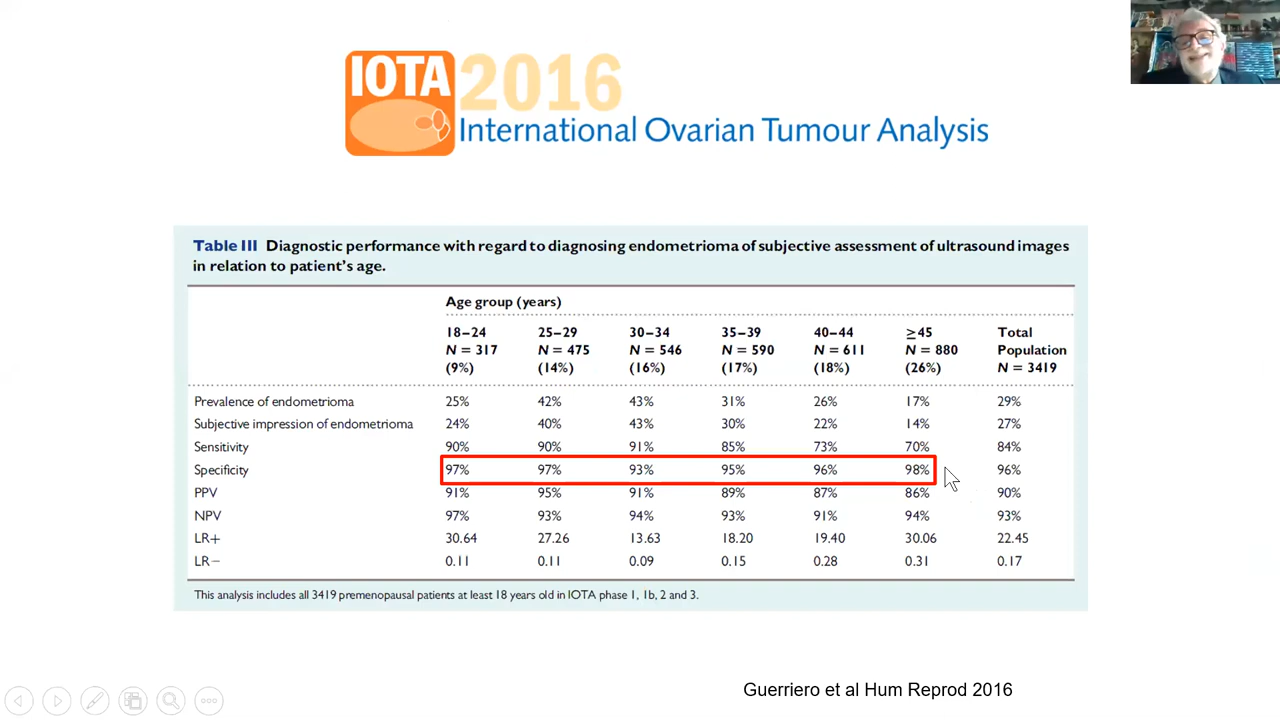 IOTA 2016
International Ovarian Tumour Analysis
Table III Diagnostic performance with regard to diagnosing endometrioma of subjective assessment of ultrasound images
in relation to patient's age.
Age group (years)
18–24 25–29 30–34 35–39 40–44 ≥45 Total
N = 317 N = 475 N = 546 N = 590 N = 611 N = 880 Population
(9%) (14%) (16%) (17%) (18%) (26%) N = 3419
Prevalence of endometrioma 25% 42% 43% 31% 26% 17% 29%
Subjective impression of endometrioma 24% 40% 43% 30% 22% 14% 27%
Sensitivity 90% 90% 91% 85% 73% 70% 84%
Specificity 97% 97% 93% 95% 96% 98% 96%
PPV 91% 95% 91% 89% 87% 86% 90%
NPV 97% 93% 94% 93% 91% 94% 93%
LR+ 30.64 27.26 13.63 18.20 19.40 30.06 22.45
LR− 0.11 0.11 0.09 0.15 0.28 0.31 0.17
This analysis includes all 3419 premenopausal patients at least 18 years old in IOTA phase 1, 1b, 2 and 3.
Guerriero et al Hum Reprod 2016